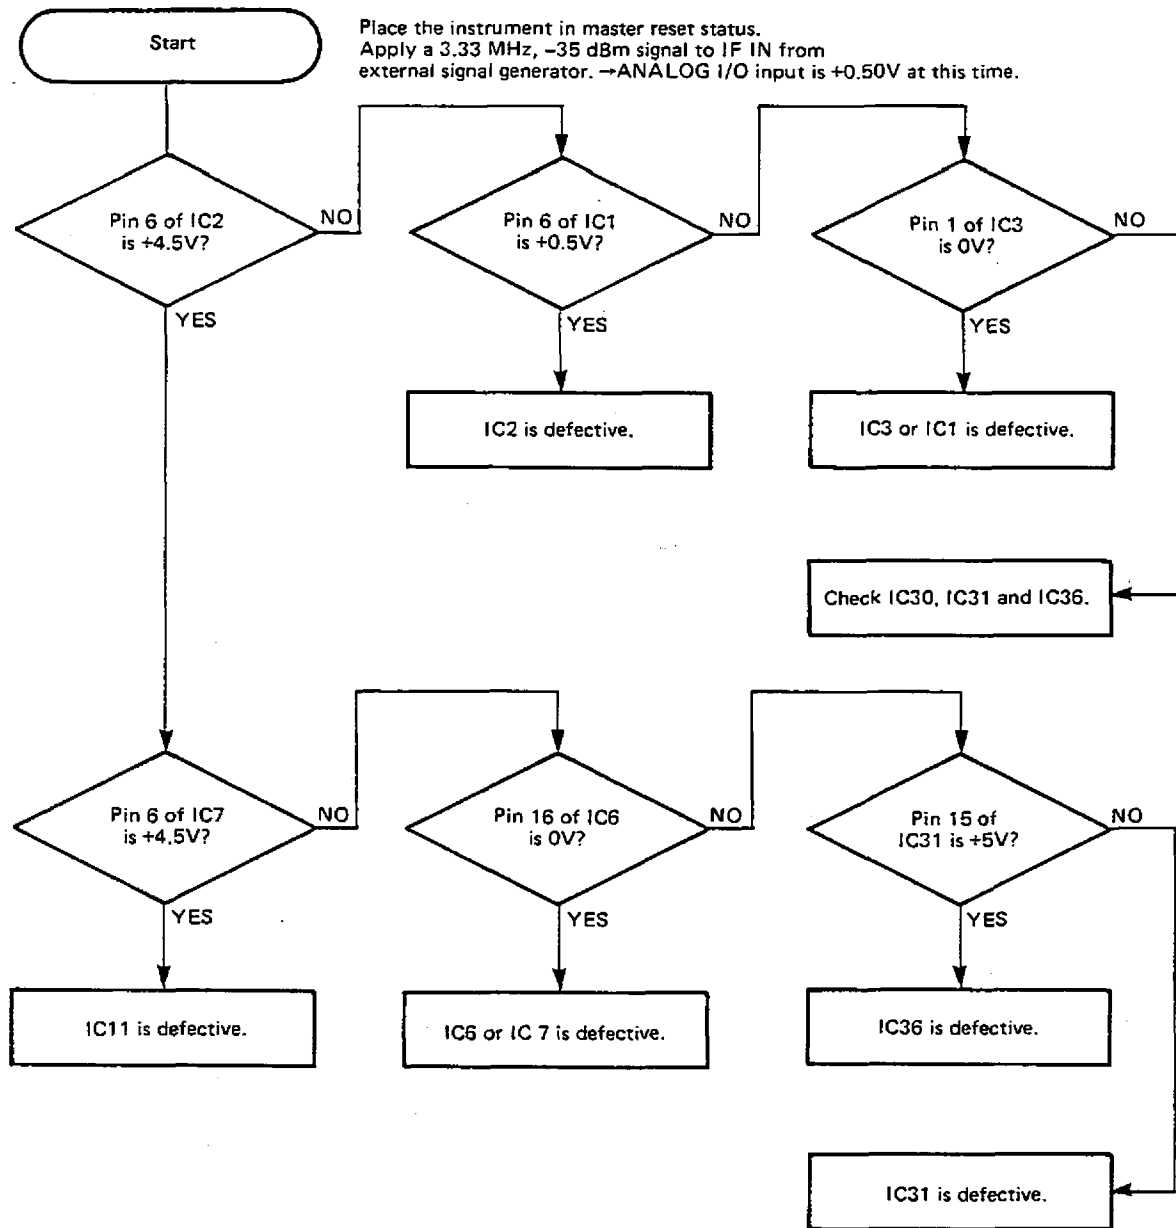 Start
Place the instrument in master reset status.
Apply a 3.33 MHz, −35 dBm signal to IF IN from
external signal generator. →ANALOG I/O input is +0.50V at this time.
Pin 6 of IC2
is +4.5V?
NO
YES
Pin 6 of IC1
is +0.5V?
NO
YES
Pin 1 of IC3
is 0V?
NO
YES
IC2 is defective.
IC3 or IC1 is defective.
Check IC30, IC31 and IC36.
Pin 6 of IC7
is +4.5V?
NO
YES
Pin 16 of IC6
is 0V?
NO
YES
Pin 15 of
IC31 is +5V?
NO
YES
IC11 is defective.
IC6 or IC 7 is defective.
IC36 is defective.
IC31 is defective.